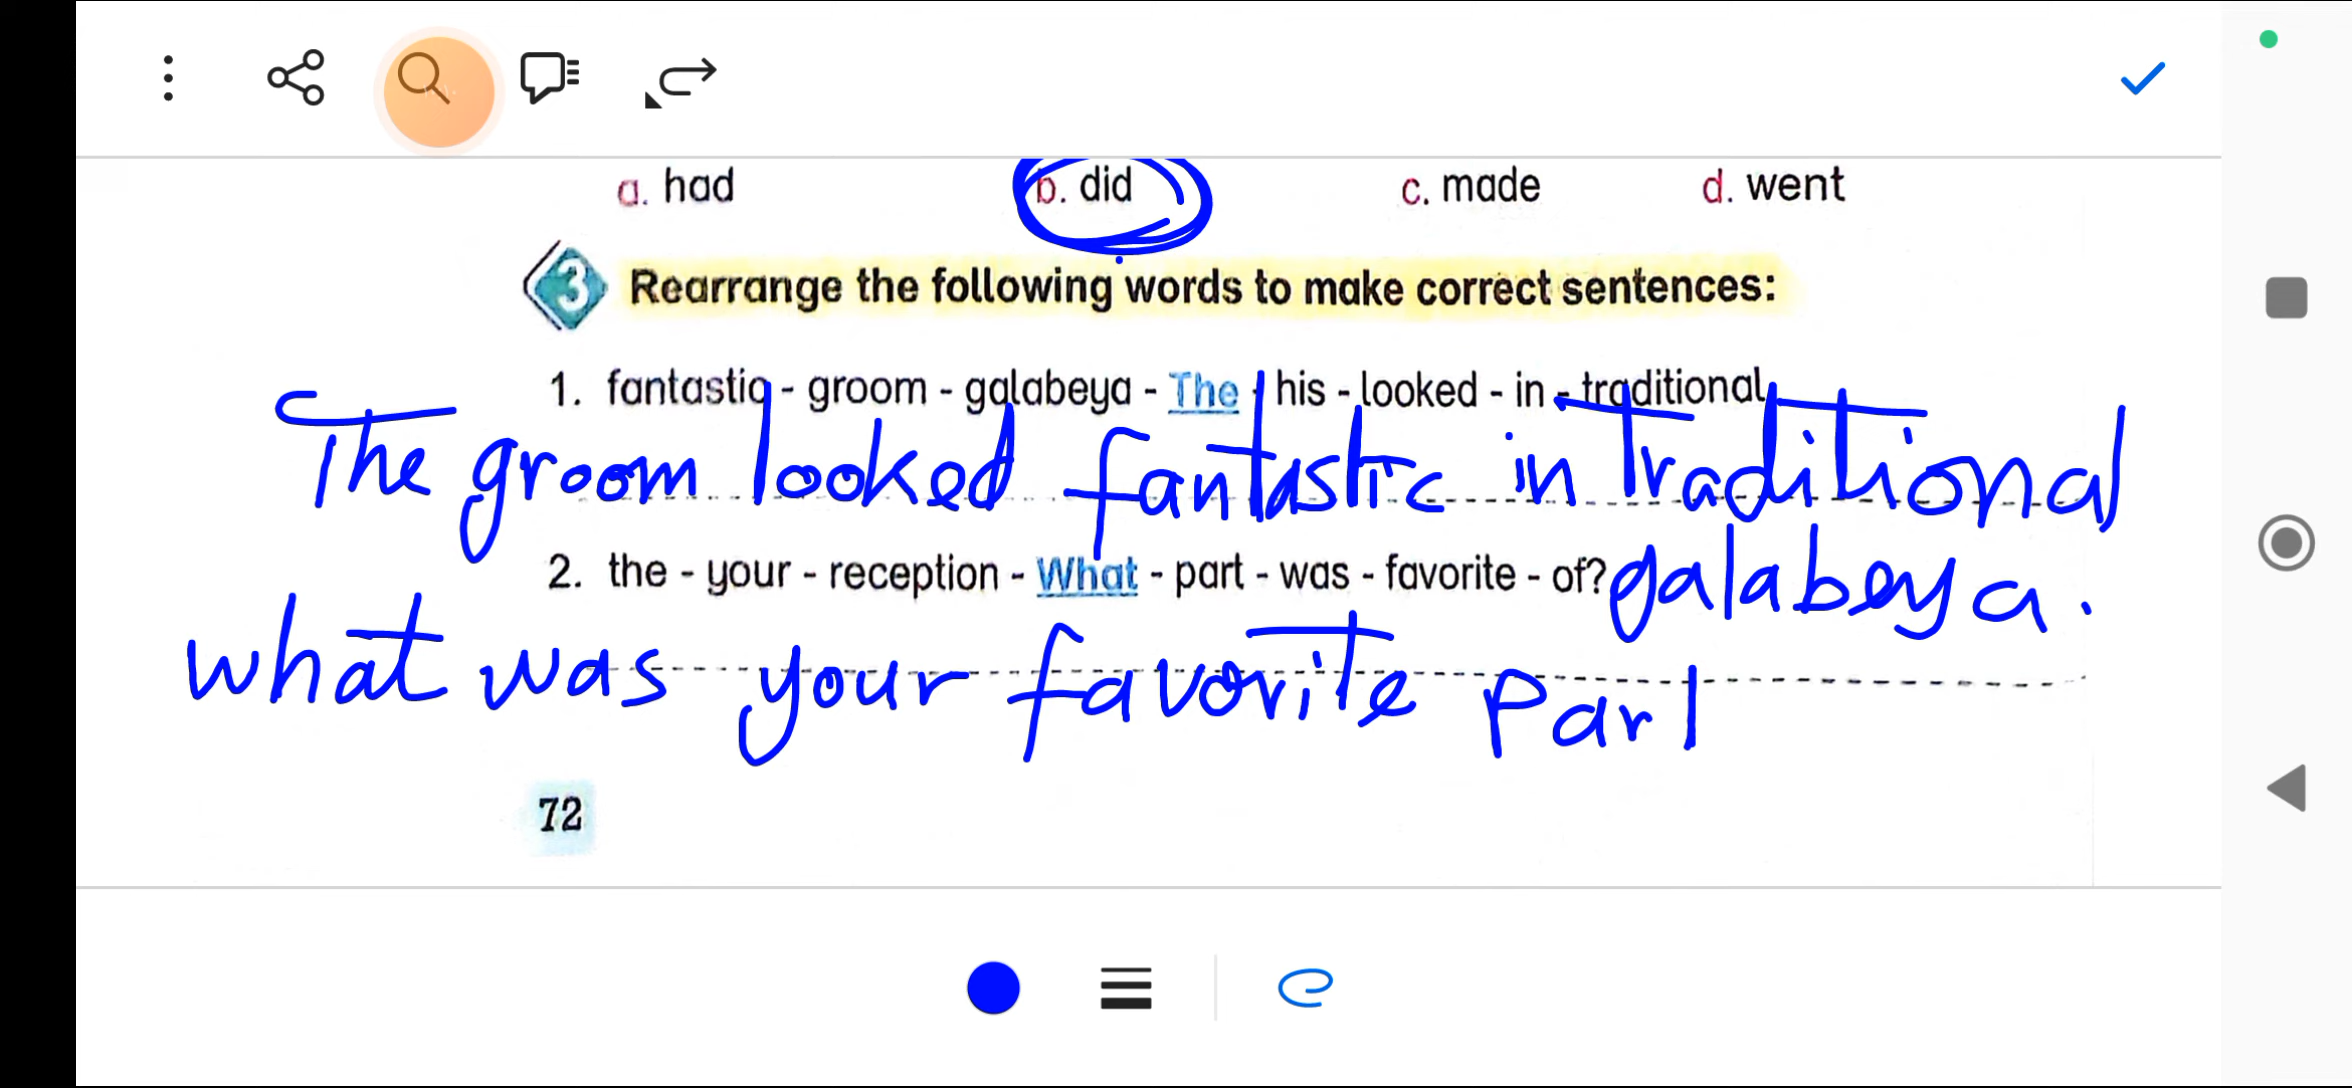 a. had b. did c. made d. went
3 Rearrange the following words to make correct sentences:
1. fantastic - groom - galabeya - The - his - looked - in - traditional.
The groom looked fantastic in traditional
2. the - your - reception - What - part - was - favorite - of?
galabeya.
what was your favorite part
72